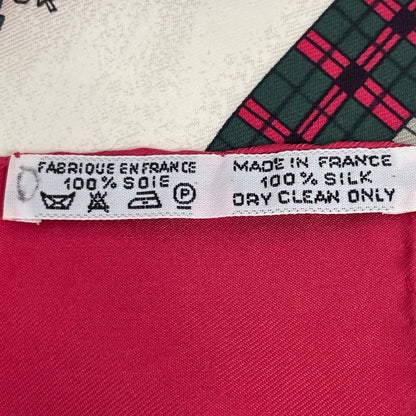 D
FABRIQUE EN FRANCE
100% SOIE
P
MADE IN FRANCE
100% SILK
DRY CLEAN ONLY